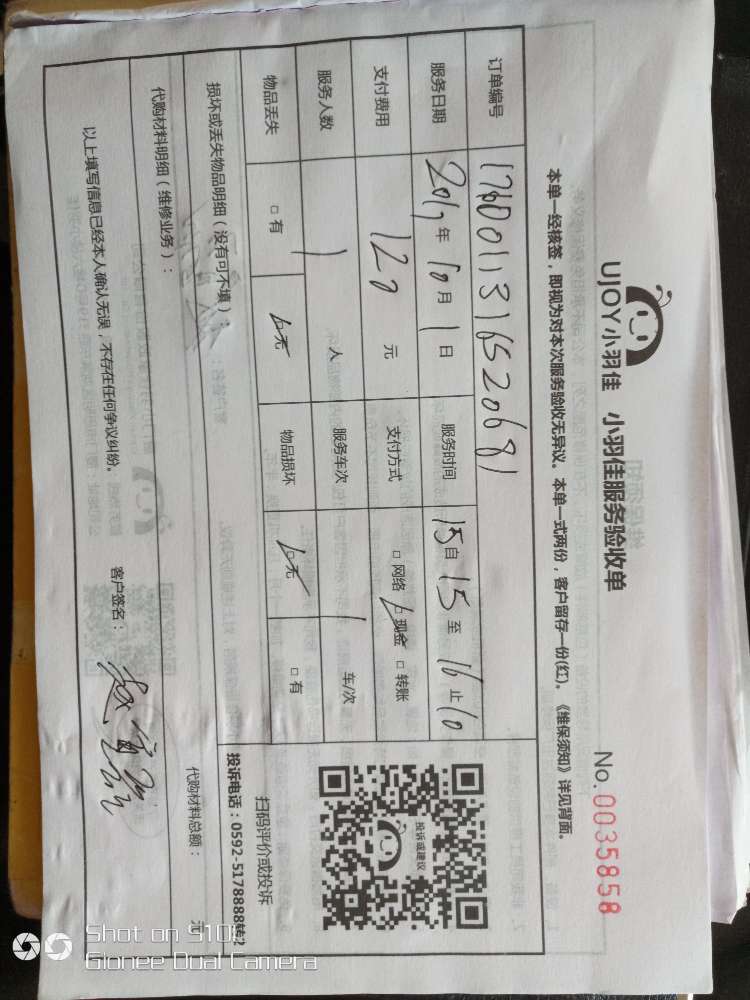 UJOY小羽佳 小羽佳服务验收单
No.0035858
本单一经核签，即视为对本次服务验收无异议。本单一式两份，客户留存一份(红)。《维保须知》详见背面。
订单编号
服务日期 2017年10月1日 服务时间 15自15至16止10
支付费用 120元 支付方式 □网络 □现金 □转账
服务人数 1人 服务车次 1车/次
物品丢失 □有 □无 物品损坏 □无 □有
投诉或建议
扫码评价或投诉
投诉电话：0592-5178888转2
损坏或丢失物品明细（没有可不填）：
代购材料明细（维修业务）： 代购材料总额： 元
以上填写信息已经本人确认无误，不存在任何争议纠纷。 客户签名：
Shot on S10
Gionee Dual Camera